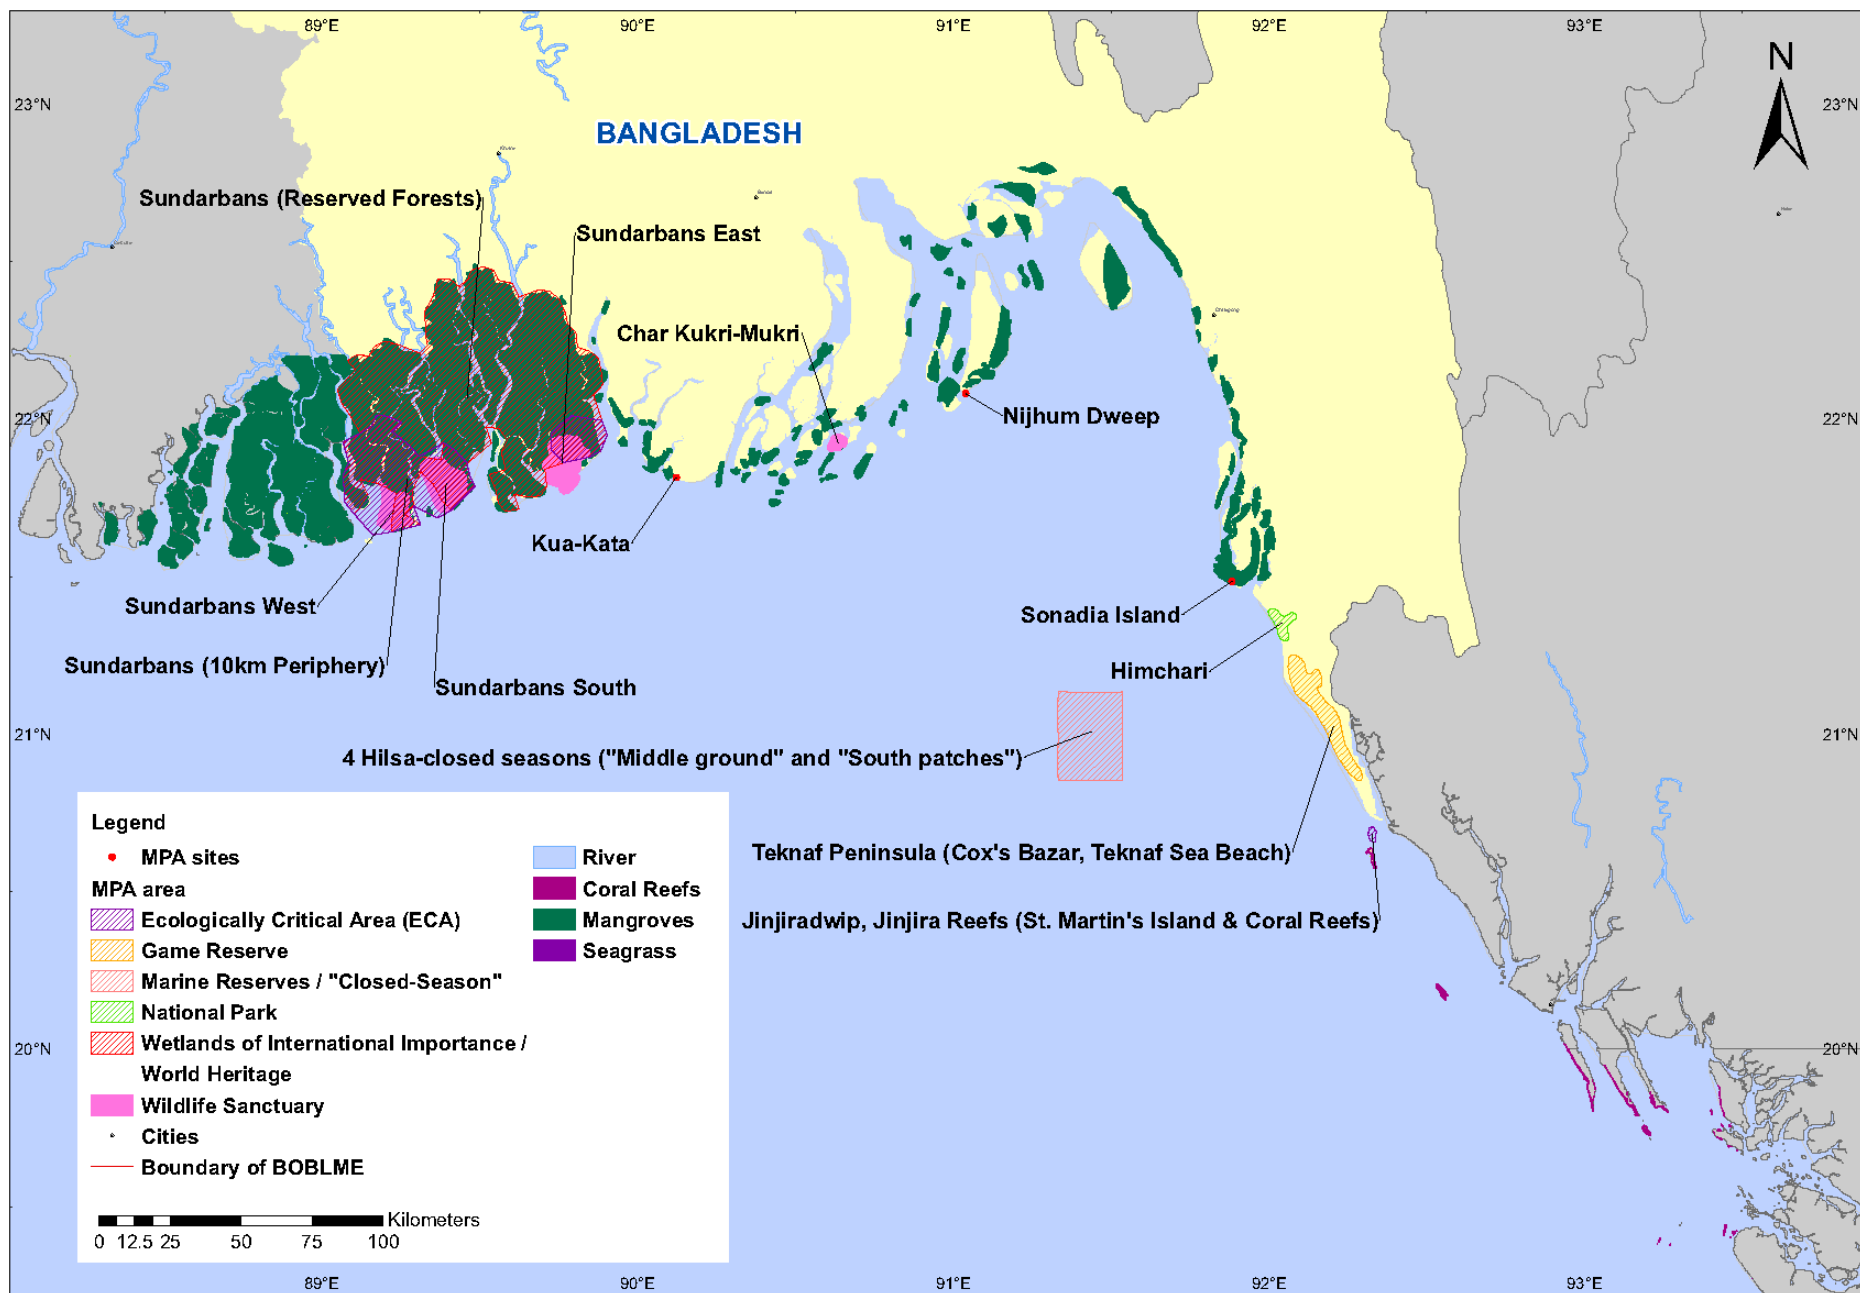 89°E 90°E 91°E 92°E 93°E
N
23°N 23°N
BANGLADESH
Sundarbans (Reserved Forests)
Sundarbans East
Char Kukri-Mukri
22°N 22°N
Nijhum Dweep
Kua-Kata
Sundarbans West
Sonadia Island
Sundarbans (10km Periphery)
Himchari
Sundarbans South
21°N 21°N
4 Hilsa-closed seasons ("Middle ground" and "South patches")
Teknaf Peninsula (Cox's Bazar, Teknaf Sea Beach)
Jinjiradwip, Jinjira Reefs (St. Martin's Island & Coral Reefs)
20°N 20°N
Legend
MPA sites
MPA area
Ecologically Critical Area (ECA)
Game Reserve
Marine Reserves / "Closed-Season"
National Park
Wetlands of International Importance /
World Heritage
Wildlife Sanctuary
Cities
Boundary of BOBLME
River
Coral Reefs
Mangroves
Seagrass
Kilometers
0 12.5 25 50 75 100
89°E 90°E 91°E 92°E 93°E